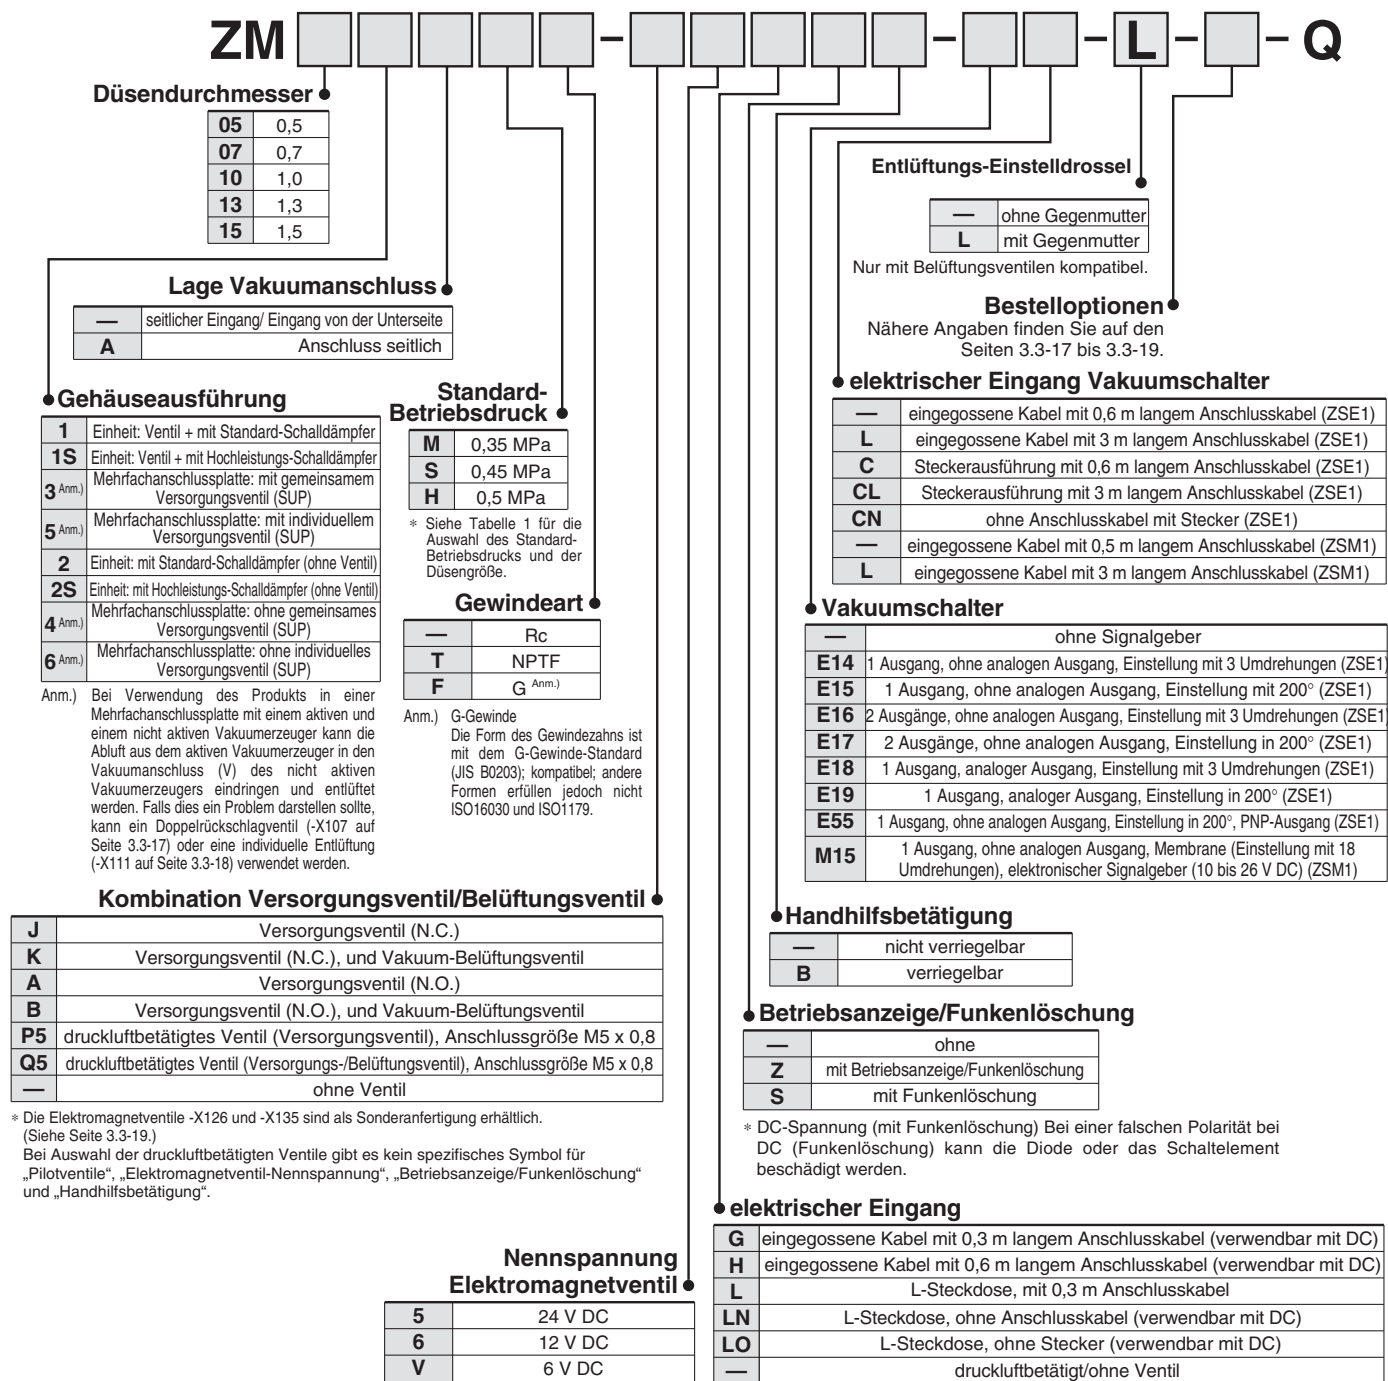 ZM – – – L – – Q
Düsendurchmesser
05 0,5
07 0,7
10 1,0
13 1,3
15 1,5
Lage Vakuumanschluss
— seitlicher Eingang/ Eingang von der Unterseite
A Anschluss seitlich
Gehäuseausführung
1 Einheit: Ventil + mit Standard-Schalldämpfer
1S Einheit: Ventil + mit Hochleistungs-Schalldämpfer
3 Anm.) Mehrfachanschlussplatte: mit gemeinsamem
Versorgungsventil (SUP)
5 Anm.) Mehrfachanschlussplatte: mit individuellem
Versorgungsventil (SUP)
2 Einheit: mit Standard-Schalldämpfer (ohne Ventil)
2S Einheit: mit Hochleistungs-Schalldämpfer (ohne Ventil)
4 Anm.) Mehrfachanschlussplatte: ohne gemeinsames
Versorgungsventil (SUP)
6 Anm.) Mehrfachanschlussplatte: ohne individuelles
Versorgungsventil (SUP)
Anm.) Bei Verwendung des Produkts in einer
Mehrfachanschlussplatte mit einem aktiven und
einem nicht aktiven Vakuumerzeuger kann die
Abluft aus dem aktiven Vakuumerzeuger in den
Vakuumanschluss (V) des nicht aktiven
Vakuumerzeugers eindringen und entlüftet
werden. Falls dies ein Problem darstellen sollte,
kann ein Doppelrückschlagventil (-X107 auf
Seite 3.3-17) oder eine individuelle Entlüftung
(-X111 auf Seite 3.3-18) verwendet werden.
Standard-
Betriebsdruck
M 0,35 MPa
S 0,45 MPa
H 0,5 MPa
* Siehe Tabelle 1 für die
Auswahl des Standard-
Betriebsdrucks und der
Düsengröße.
Gewindeart
— Rc
T NPTF
F G Anm.)
Anm.) G-Gewinde
Die Form des Gewindezahns ist
mit dem G-Gewinde-Standard
(JIS B0203); kompatibel; andere
Formen erfüllen jedoch nicht
ISO16030 und ISO1179.
Entlüftungs-Einstelldrossel
— ohne Gegenmutter
L mit Gegenmutter
Nur mit Belüftungsventilen kompatibel.
Bestelloptionen
Nähere Angaben finden Sie auf den
Seiten 3.3-17 bis 3.3-19.
elektrischer Eingang Vakuumschalter
— eingegossene Kabel mit 0,6 m langem Anschlusskabel (ZSE1)
L eingegossene Kabel mit 3 m langem Anschlusskabel (ZSE1)
C Steckerausführung mit 0,6 m langem Anschlusskabel (ZSE1)
CL Steckerausführung mit 3 m langem Anschlusskabel (ZSE1)
CN ohne Anschlusskabel mit Stecker (ZSE1)
— eingegossene Kabel mit 0,5 m langem Anschlusskabel (ZSM1)
L eingegossene Kabel mit 3 m langem Anschlusskabel (ZSM1)
Vakuumschalter
— ohne Signalgeber
E14 1 Ausgang, ohne analogen Ausgang, Einstellung mit 3 Umdrehungen (ZSE1)
E15 1 Ausgang, ohne analogen Ausgang, Einstellung mit 200° (ZSE1)
E16 2 Ausgänge, ohne analogen Ausgang, Einstellung mit 3 Umdrehungen (ZSE1)
E17 2 Ausgänge, ohne analogen Ausgang, Einstellung in 200° (ZSE1)
E18 1 Ausgang, analoger Ausgang, Einstellung mit 3 Umdrehungen (ZSE1)
E19 1 Ausgang, analoger Ausgang, Einstellung in 200° (ZSE1)
E55 1 Ausgang, ohne analogen Ausgang, Einstellung in 200°, PNP-Ausgang (ZSE1)
M15 1 Ausgang, ohne analogen Ausgang, Membrane (Einstellung mit 18
Umdrehungen), elektronischer Signalgeber (10 bis 26 V DC) (ZSM1)
Kombination Versorgungsventil/Belüftungsventil
J Versorgungsventil (N.C.)
K Versorgungsventil (N.C.), und Vakuum-Belüftungsventil
A Versorgungsventil (N.O.)
B Versorgungsventil (N.O.), und Vakuum-Belüftungsventil
P5 druckluftbetätigtes Ventil (Versorgungsventil), Anschlussgröße M5 x 0,8
Q5 druckluftbetätigtes Ventil (Versorgungs-/Belüftungsventil), Anschlussgröße M5 x 0,8
— ohne Ventil
* Die Elektromagnetventile -X126 und -X135 sind als Sonderanfertigung erhältlich.
(Siehe Seite 3.3-19.)
Bei Auswahl der druckluftbetätigten Ventile gibt es kein spezifisches Symbol für
„Pilotventile“, „Elektromagnetventil-Nennspannung“, „Betriebsanzeige/Funkenlöschung“
und „Handhilfsbetätigung“.
Handhilfsbetätigung
— nicht verriegelbar
B verriegelbar
Betriebsanzeige/Funkenlöschung
— ohne
Z mit Betriebsanzeige/Funkenlöschung
S mit Funkenlöschung
* DC-Spannung (mit Funkenlöschung) Bei einer falschen Polarität bei
DC (Funkenlöschung) kann die Diode oder das Schaltelement
beschädigt werden.
Nennspannung
Elektromagnetventil
5 24 V DC
6 12 V DC
V 6 V DC
elektrischer Eingang
G eingegossene Kabel mit 0,3 m langem Anschlusskabel (verwendbar mit DC)
H eingegossene Kabel mit 0,6 m langem Anschlusskabel (verwendbar mit DC)
L L-Steckdose, mit 0,3 m Anschlusskabel
LN L-Steckdose, ohne Anschlusskabel (verwendbar mit DC)
LO L-Steckdose, ohne Stecker (verwendbar mit DC)
— druckluftbetätigt/ohne Ventil